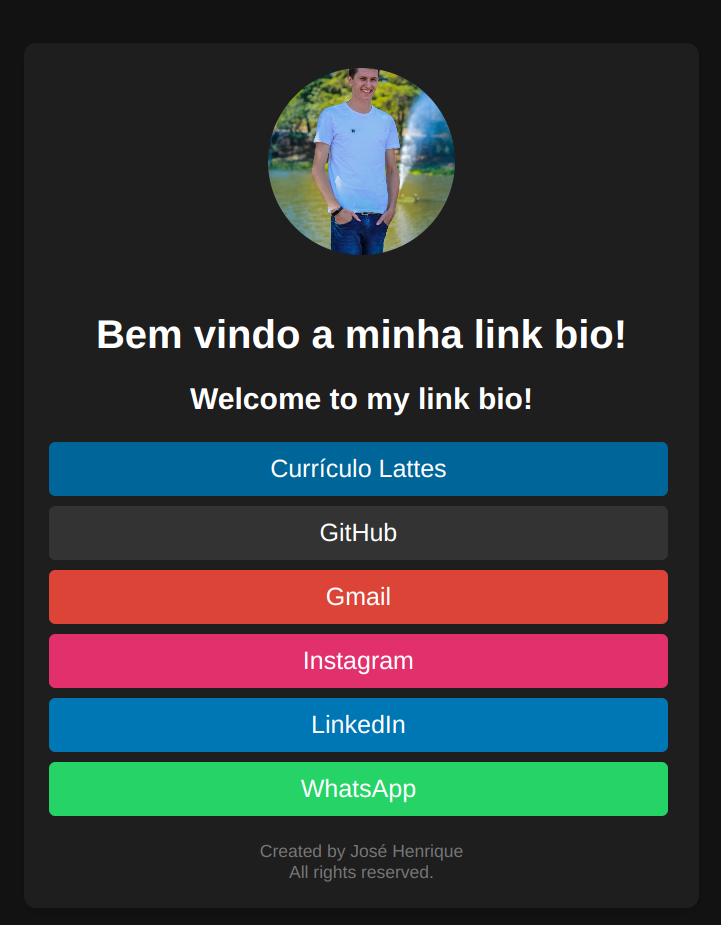 Bem vindo a minha link bio!
Welcome to my link bio!
Currículo Lattes
GitHub
Gmail
Instagram
LinkedIn
WhatsApp
Created by José Henrique
All rights reserved.